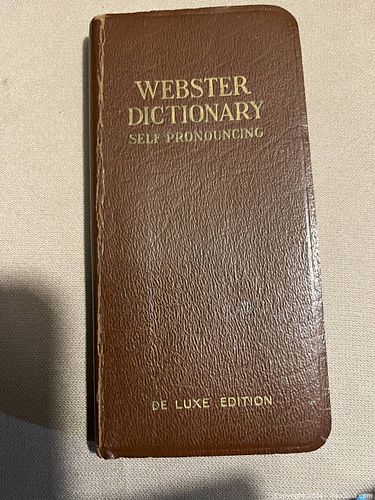 WEBSTER
DICTIONARY
SELF PRONOUNCING
DE LUXE EDITION